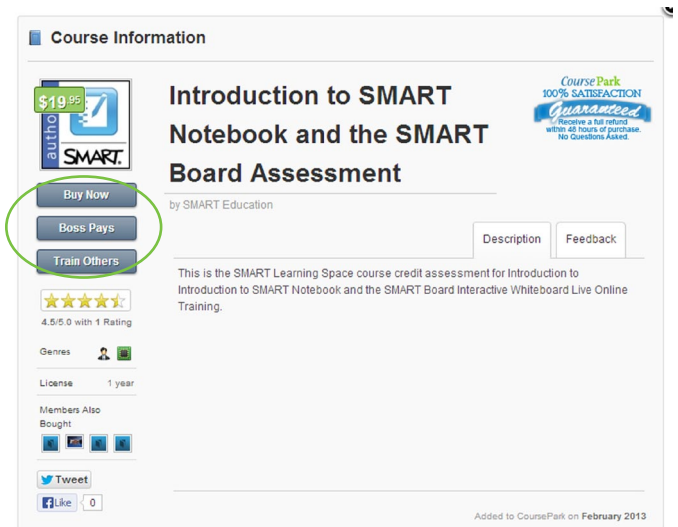 Course Information
$19.95
autho
SMART.
Introduction to SMART
Notebook and the SMART
Board Assessment
by SMART Education
CoursePark
100% SATISFACTION
Guaranteed
Receive a full refund
within 48 hours of purchase.
No Questions Asked.
Buy Now
Boss Pays
Train Others
Description
Feedback
This is the SMART Learning Space course credit assessment for Introduction to
Introduction to SMART Notebook and the SMART Board Interactive Whiteboard Live Online
Training.
4.5/5.0 with 1 Rating
Genres
License 1 year
Members Also
Bought
Tweet
Like 0
Added to CoursePark on February 2013